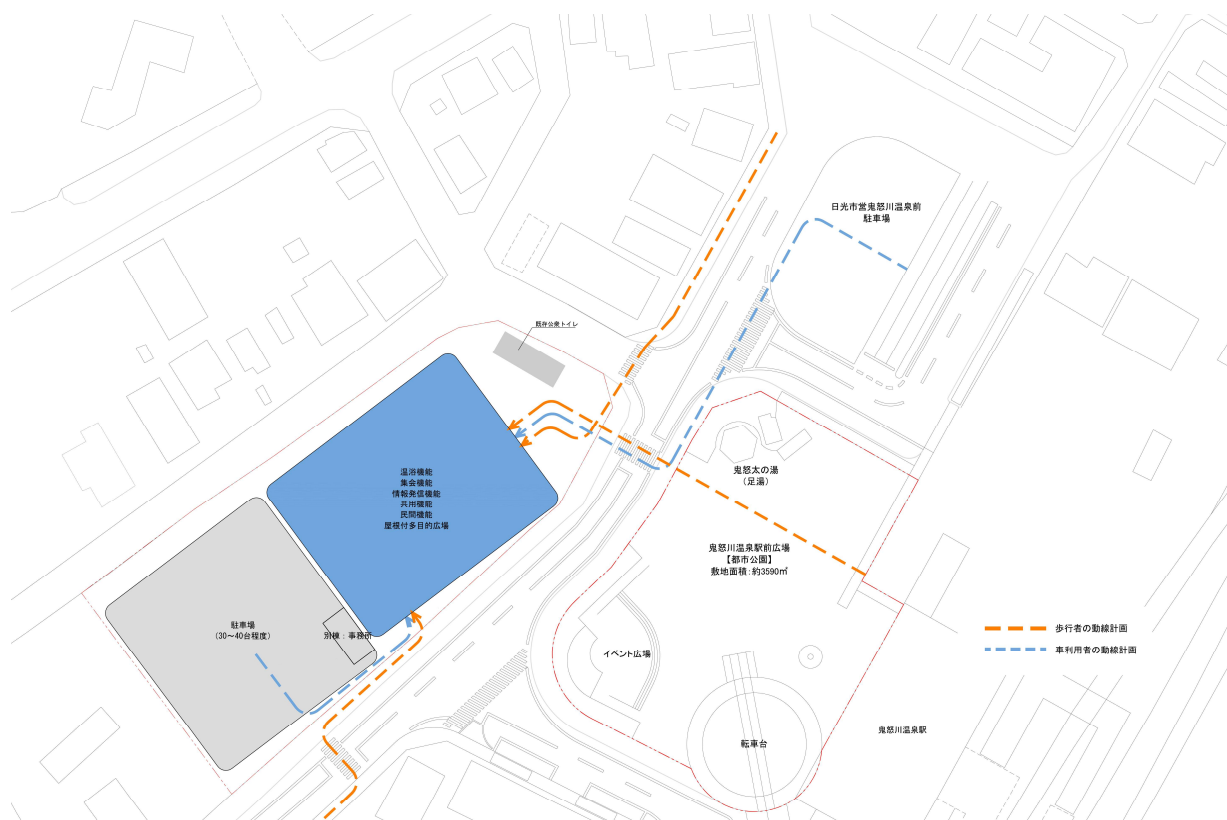 日光市営鬼怒川温泉前
駐車場
既存公衆トイレ
温浴機能
集会機能
情報発信機能
共用機能
民間機能
屋根付多目的広場
鬼怒太の湯
（足湯）
鬼怒川温泉駅前広場
【都市公園】
敷地面積：約3590㎡
駐車場
（30～40台程度）
別棟：事務所
イベント広場
転車台
鬼怒川温泉駅
歩行者の動線計画
車利用者の動線計画